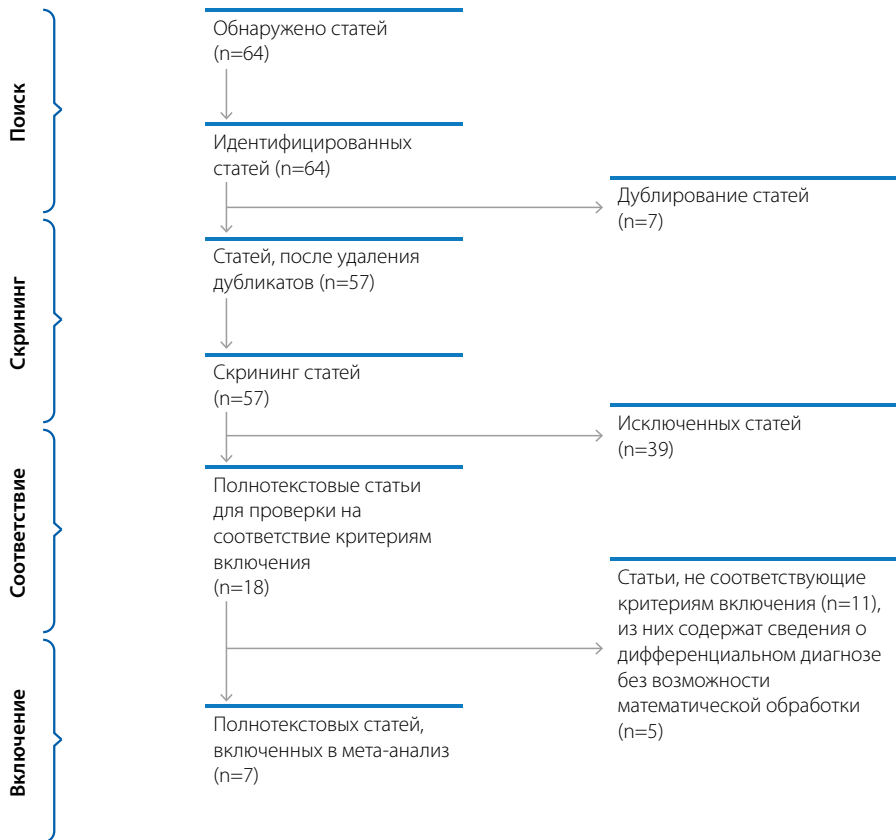 Поиск
Обнаружено статей
(n=64)
Идентифицированных
статей (n=64)
Дублирование статей
(n=7)
Скрининг
Статей, после удаления
дубликатов (n=57)
Скрининг статей
(n=57)
Исключенных статей
(n=39)
Соответствие
Полнотекстовые статьи
для проверки на
соответствие критериям
включения
(n=18)
Статьи, не соответствующие
критериям включения (n=11),
из них содержат сведения о
дифференциальном диагнозе
без возможности
математической обработки
(n=5)
Включение
Полнотекстовых статей,
включенных в мета-анализ
(n=7)